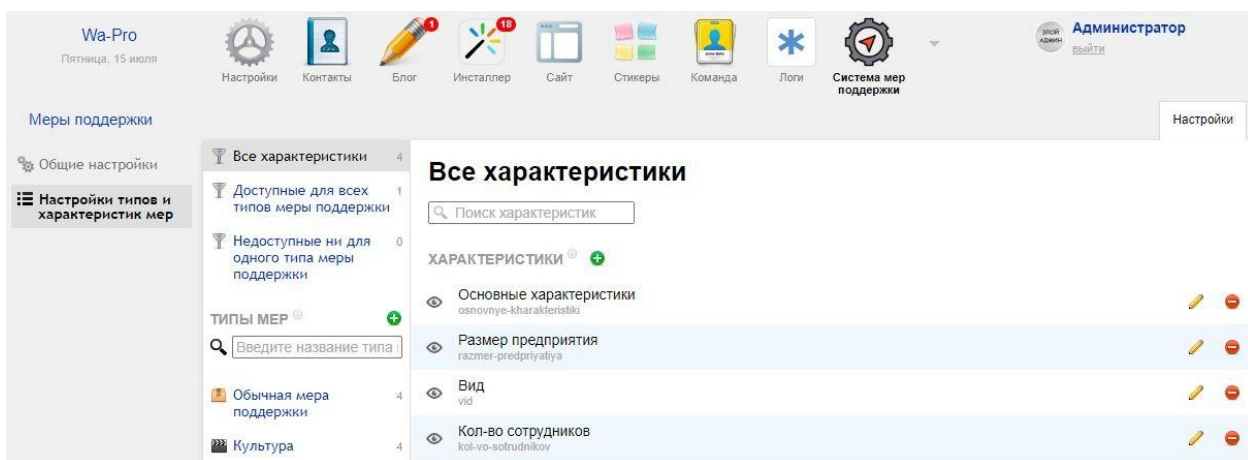 Wa-Pro
Пятница, 15 июля
Настройки
Контакты
1
Блог
18
Инсталлер
Сайт
Стикеры
Команда
Логи
Система мер
поддержки
злой
админ
Администратор
выйти
Меры поддержки
Настройки
Общие настройки
Настройки типов и
характеристик мер
Все характеристики 4
Доступные для всех 1
типов меры поддержки
Недоступные ни для 0
одного типа меры
поддержки
ТИПЫ МЕР
Введите название типа
Обычная мера 4
поддержки
Культура 4
Все характеристики
Поиск характеристик
ХАРАКТЕРИСТИКИ
Основные характеристики
osnovnye-kharakteristiki
Размер предприятия
razmer-predpriyatiya
Вид
vid
Кол-во сотрудников
kol-vo-sotrudnikov